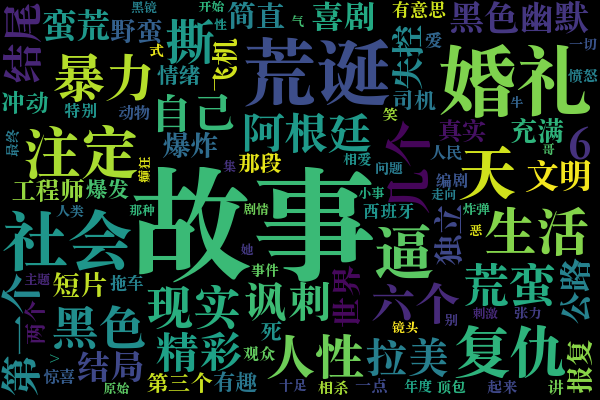 黑镜
开始
有意思
结尾
蛮荒
野蛮
撕
简直
喜剧
黑色幽默
式
飞机
性
气
荒诞
失控
爱
一切
婚礼
愤怒
暴力
情绪
冲动
特别
动物
自己
司机
牛
笑
最终
注定
爆炸
阿根廷
几个
真实
充满
6
哥
癫狂
集
那段
相爱
问题
人民
天
文明
工程师
爆发
编剧
小事
走向
人类
那种
故事
剧情
西班牙
独立
炸弹
社会
她
逼
恶
生活
第一个
主题
两个
短片
拖车
事件
世界
荒蛮
公路
现实
讽刺
六个
刺激
张力
黑色
死
镜头
别
>
惊喜
结局
精彩
观众
人性
拉美
复仇
报复
原始
第三个
有趣
十足
相杀
一点
年度
顶包
起来
讲